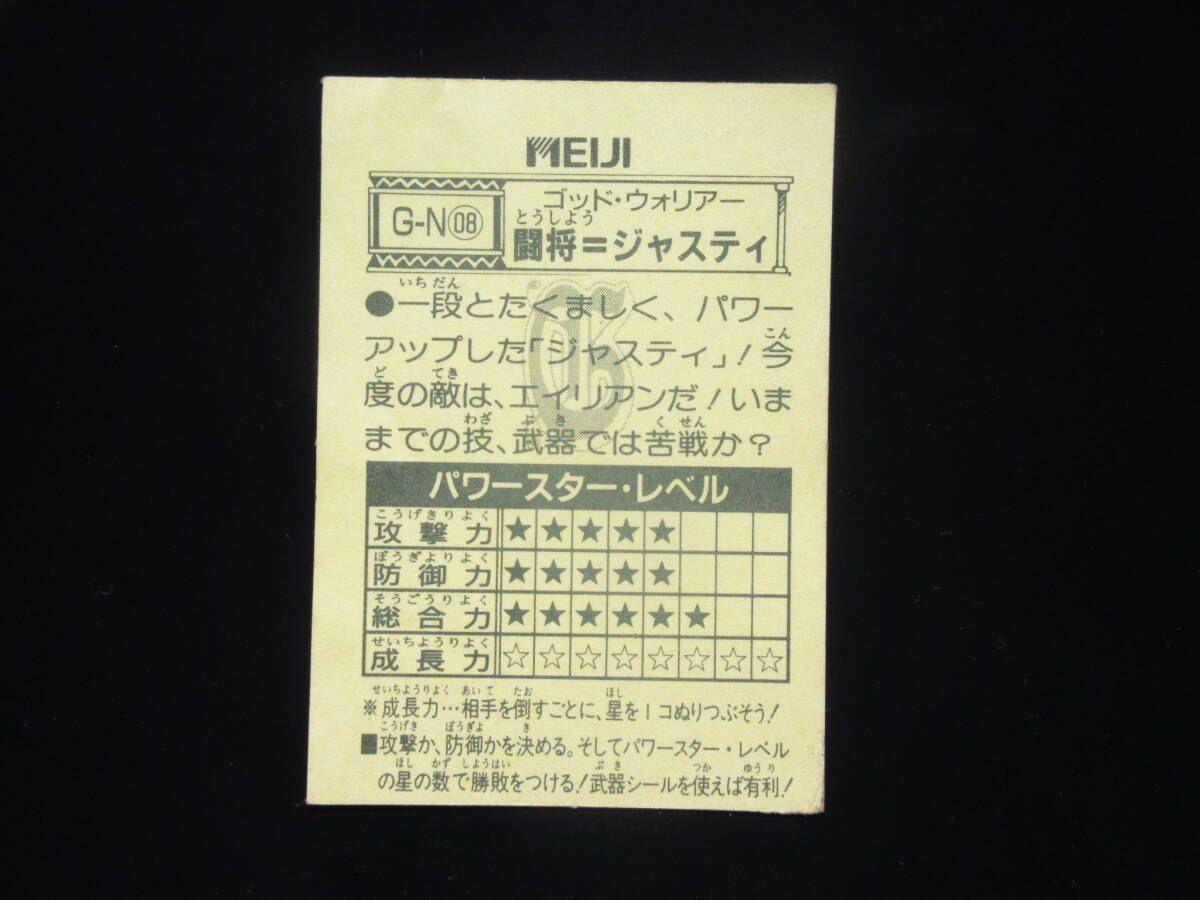 MEIJI
G-N08
ゴッド・ウォリアー
とうしよう
闘将=ジャスティ
いちだん
●一段とたくましく、パワー
アップした「ジャスティ」!今
こん
度の敵は、エイリアンだ!いま
ど てき
までの技、武器では苦戦か?
わざ ぶき くせん
パワースター・レベル
こうげきりよく
攻撃力 ★★★★★
ぼうぎよりよく
防御力 ★★★★★
そうごうりよく
総合力 ★★★★★★
せいちようりよく
成長力 ☆☆☆☆☆☆☆☆
せいちようりよく あいて たお ほし
※成長力…相手を倒すごとに、星を1コぬりつぶそう!
こうげき ぼうぎよ き
■攻撃か、防御かを決める。そしてパワースター・レベル
ほし かず しようはい ぶき つか ゆうり
の星の数で勝敗をつける!武器シールを使えば有利!